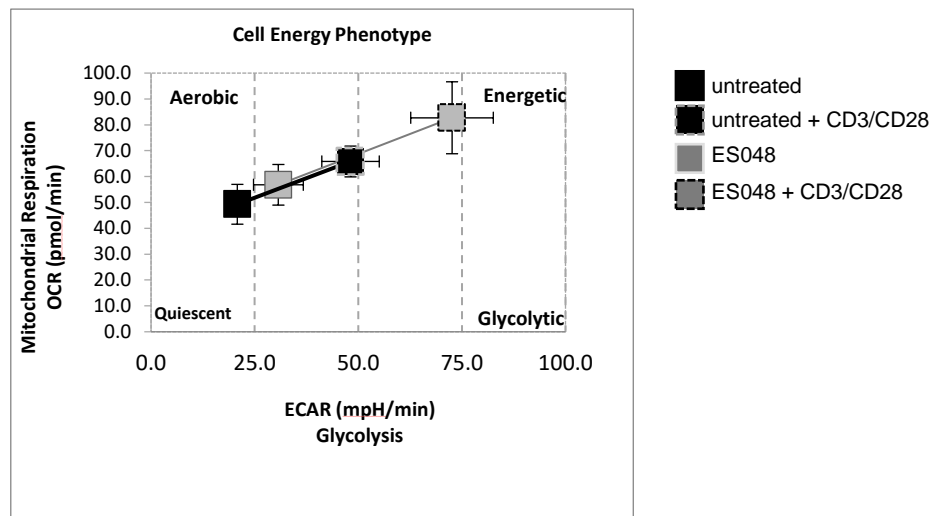 Cell Energy Phenotype
Mitochondrial Respiration
OCR (pmol/min)
100.0
90.0
80.0
70.0
60.0
50.0
40.0
30.0
20.0
10.0
0.0
Aerobic
Energetic
Quiescent
Glycolytic
0.0
25.0
50.0
75.0
100.0
ECAR (mpH/min)
Glycolysis
untreated
untreated + CD3/CD28
ES048
ES048 + CD3/CD28